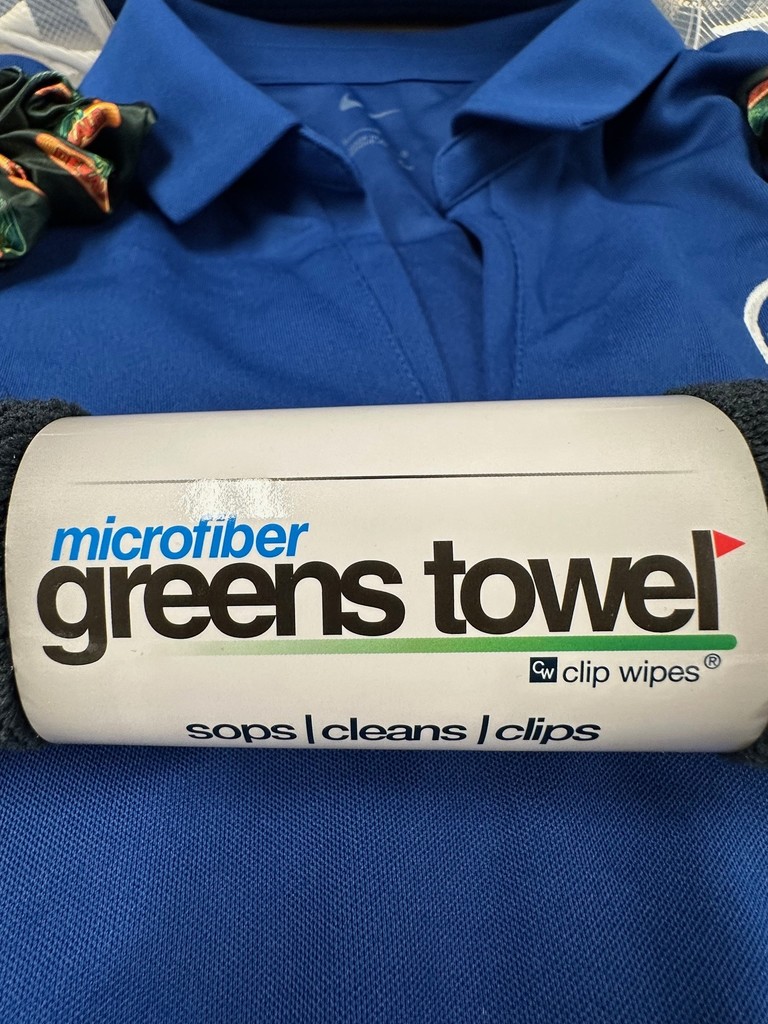 microfiber
greens towel
CW clip wipes®
sops | cleans | clips